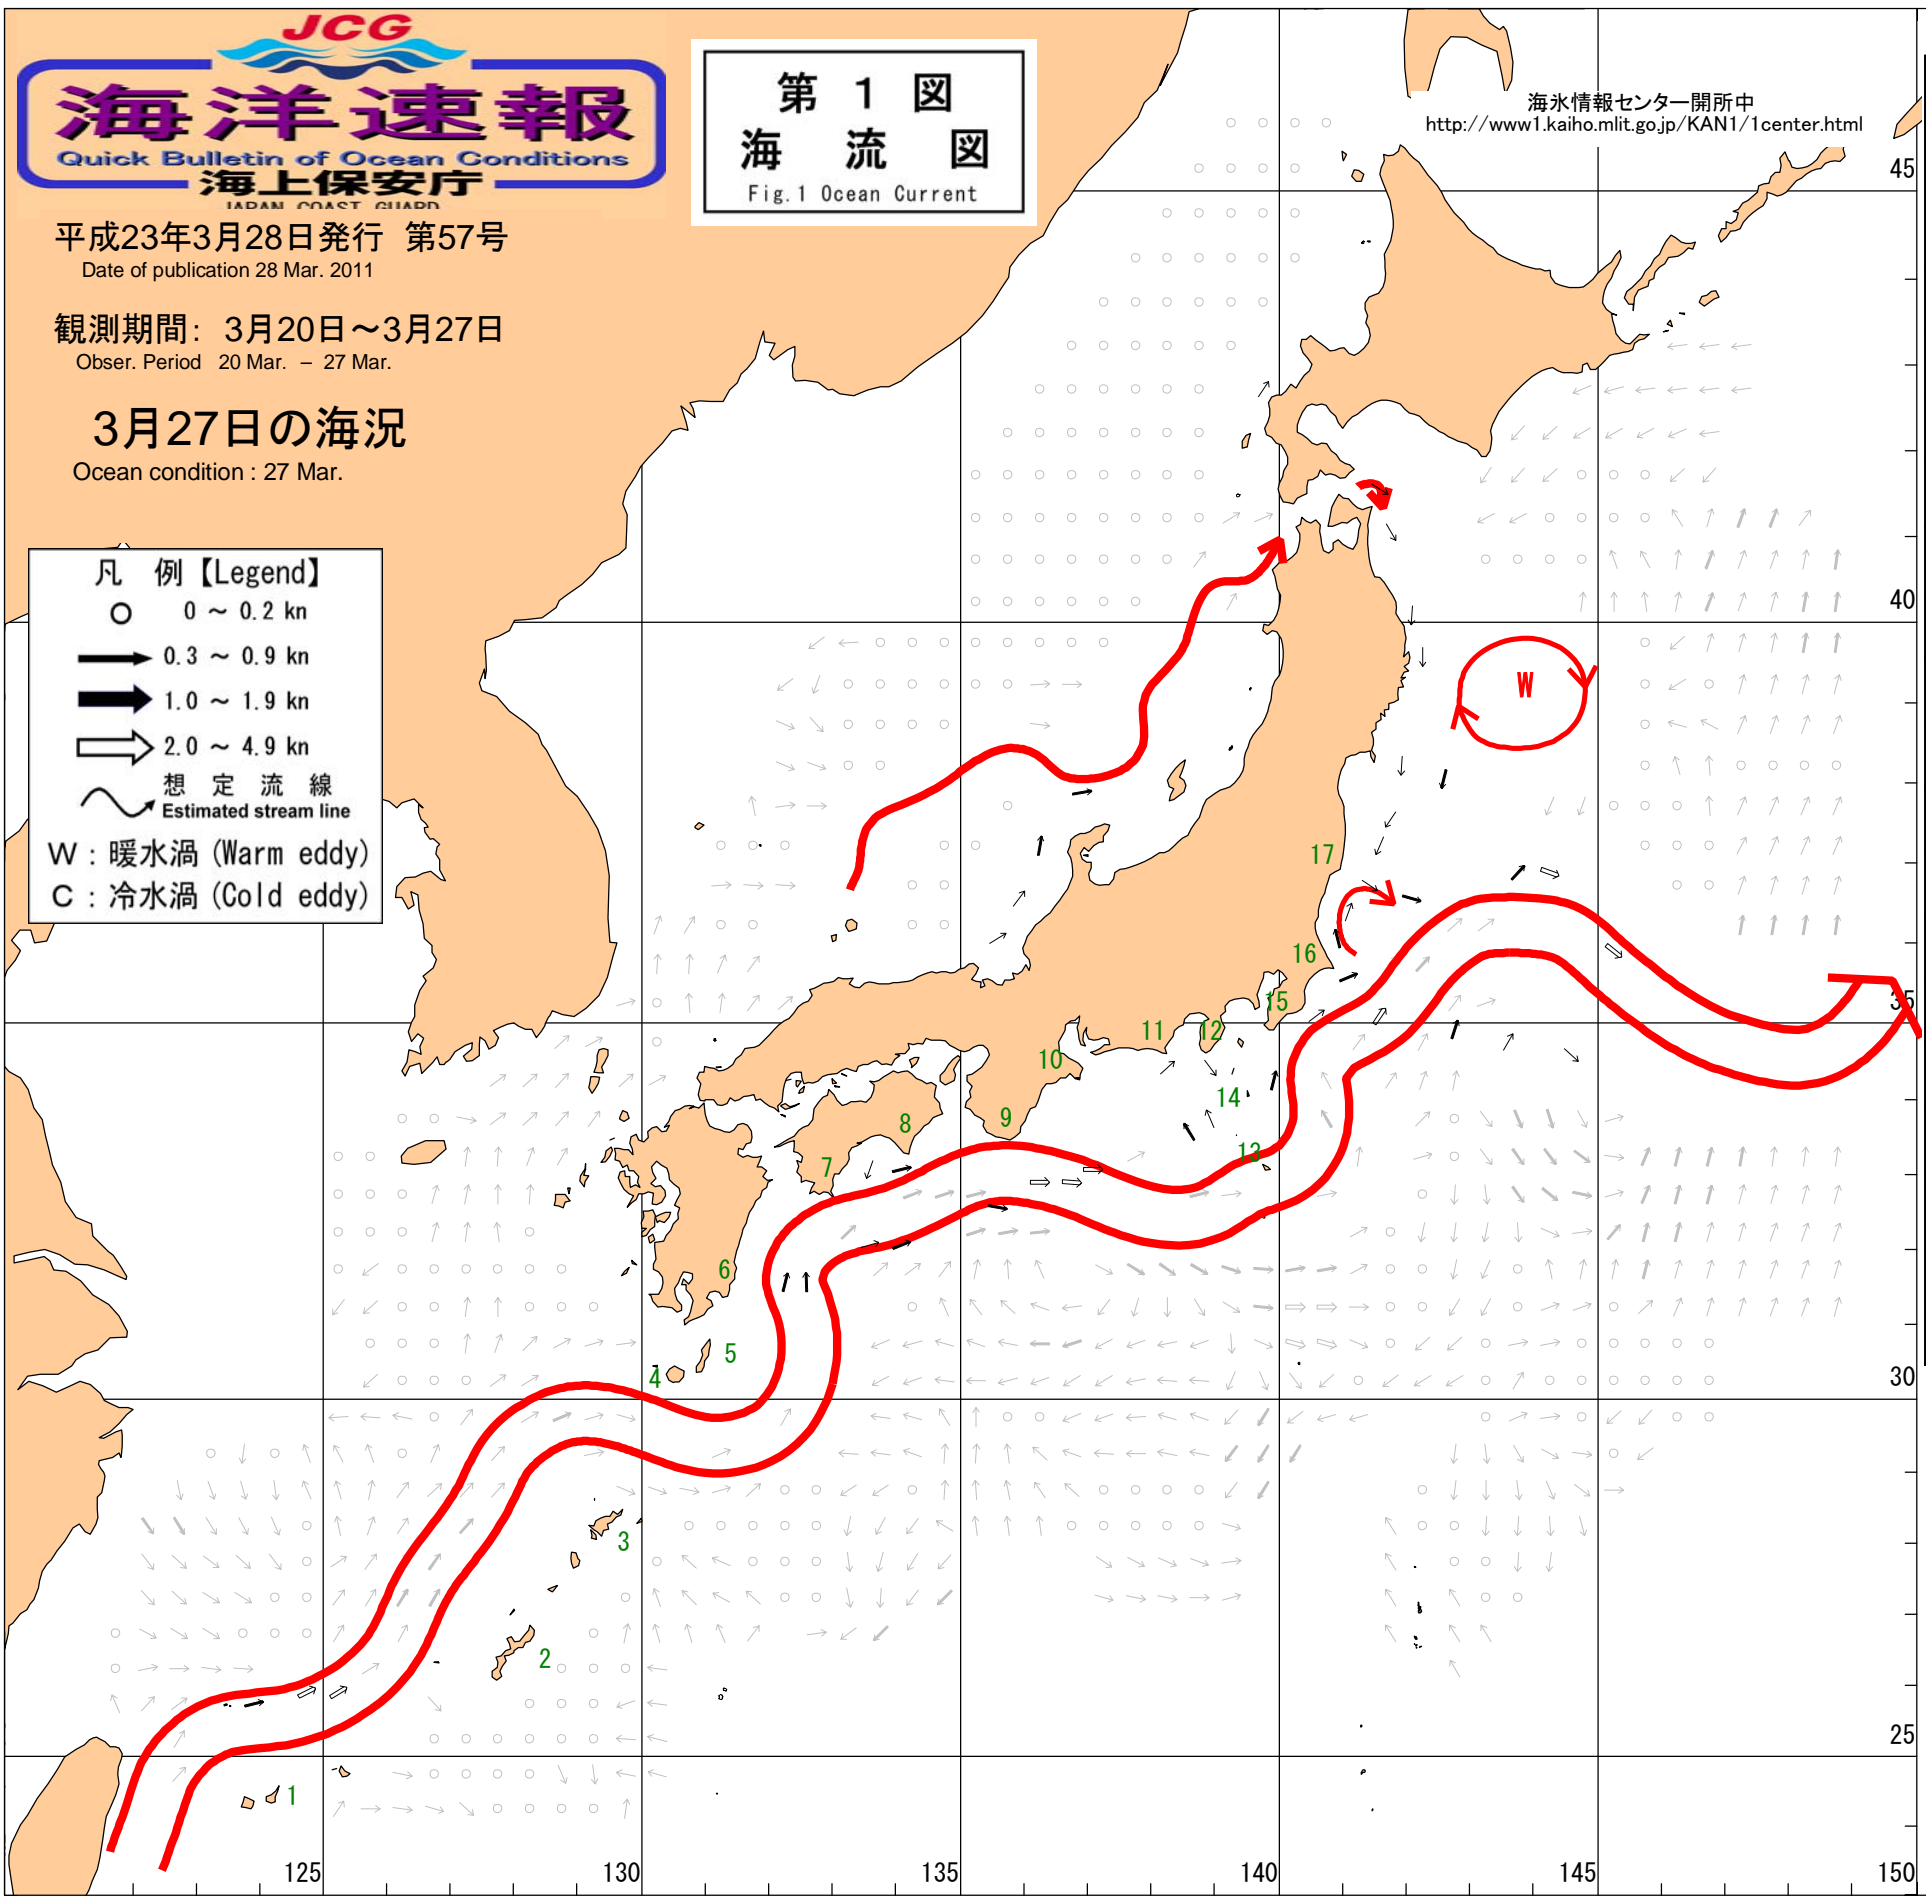 JCG
海洋速報
Quick Bulletin of Ocean Conditions
海上保安庁
JAPAN COAST GUARD
平成23年3月28日発行 第57号
Date of publication 28 Mar. 2011
観測期間: 3月20日～3月27日
Obser. Period 20 Mar. – 27 Mar.
3月27日の海況
Ocean condition : 27 Mar.
第 1 図
海 流 図
Fig.1 Ocean Current
海氷情報センター開所中
http://www1.kaiho.mlit.go.jp/KAN1/1center.html
凡 例【Legend】
0 ～ 0.2 kn
0.3 ～ 0.9 kn
1.0 ～ 1.9 kn
2.0 ～ 4.9 kn
想 定 流 線
Estimated stream line
W : 暖水渦 (Warm eddy)
C : 冷水渦 (Cold eddy)
45
40
W
17
16
35
15
12
11
10
14
9
8
13
7
6
5
4
30
3
2
25
1
125
130
135
140
145
150